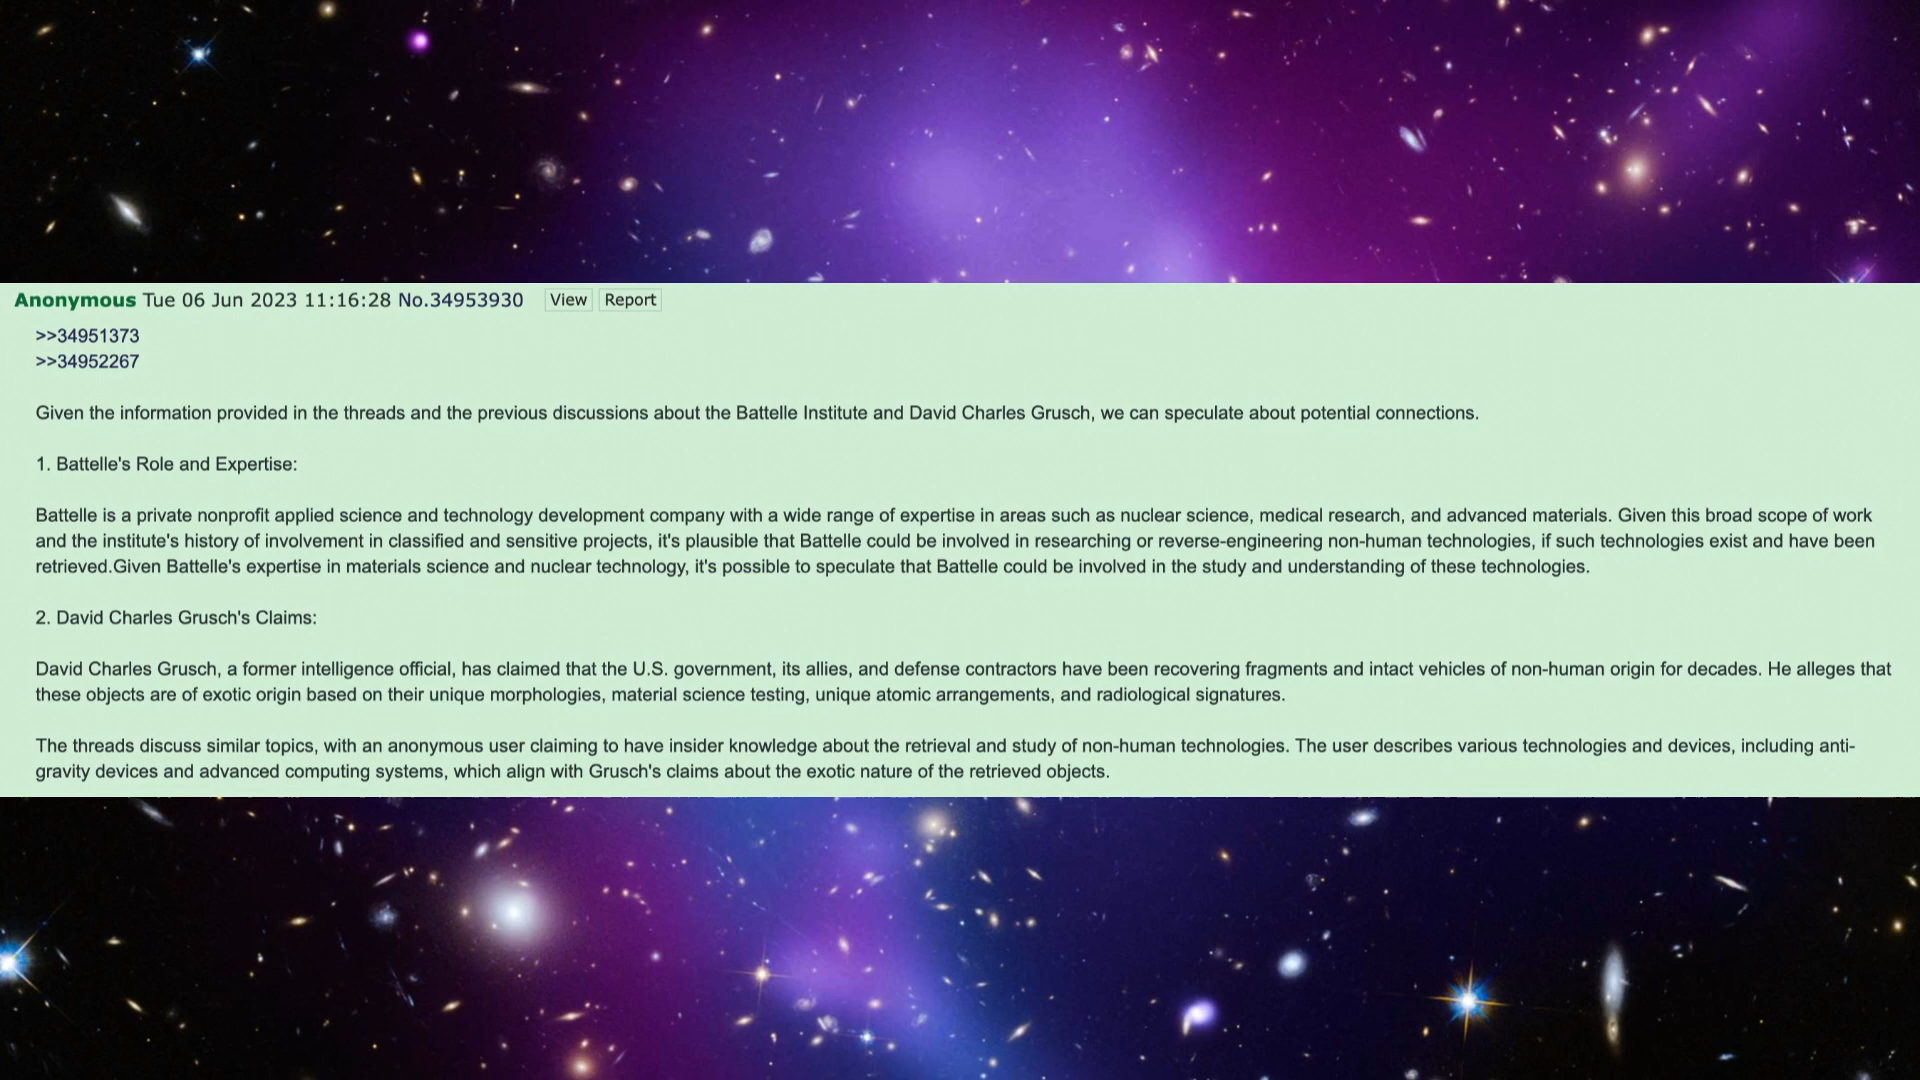 Anonymous Tue 06 Jun 2023 11:16:28 No.34953930 View Report
>>34951373
>>34952267
Given the information provided in the threads and the previous discussions about the Battelle Institute and David Charles Grusch, we can speculate about potential connections.
1. Battelle's Role and Expertise:
Battelle is a private nonprofit applied science and technology development company with a wide range of expertise in areas such as nuclear science, medical research, and advanced materials. Given this broad scope of work
and the institute's history of involvement in classified and sensitive projects, it's plausible that Battelle could be involved in researching or reverse-engineering non-human technologies, if such technologies exist and have been
retrieved.Given Battelle's expertise in materials science and nuclear technology, it's possible to speculate that Battelle could be involved in the study and understanding of these technologies.
2. David Charles Grusch's Claims:
David Charles Grusch, a former intelligence official, has claimed that the U.S. government, its allies, and defense contractors have been recovering fragments and intact vehicles of non-human origin for decades. He alleges that
these objects are of exotic origin based on their unique morphologies, material science testing, unique atomic arrangements, and radiological signatures.
The threads discuss similar topics, with an anonymous user claiming to have insider knowledge about the retrieval and study of non-human technologies. The user describes various technologies and devices, including anti-
gravity devices and advanced computing systems, which align with Grusch's claims about the exotic nature of the retrieved objects.